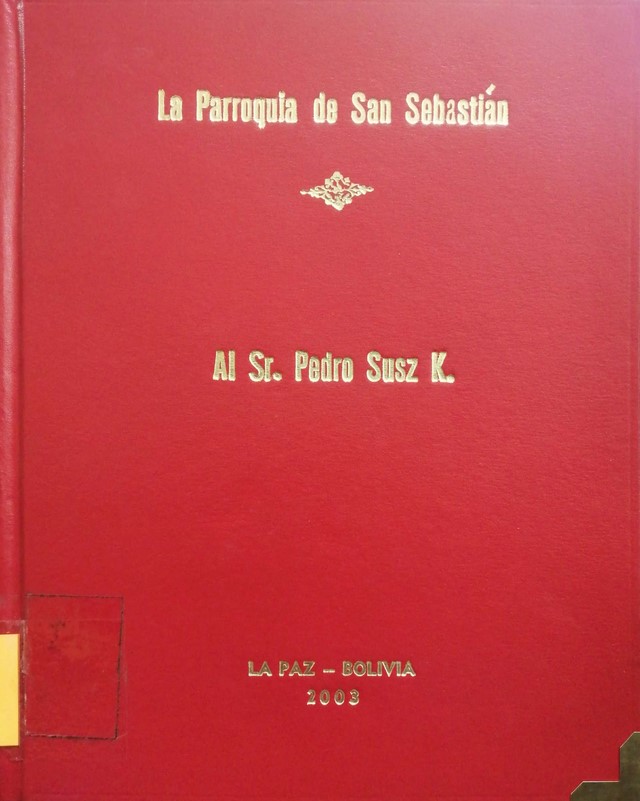 La Parroquia de San Sebastián
Al Sr. Pedro Susz K.
LA PAZ – BOLIVIA
2003